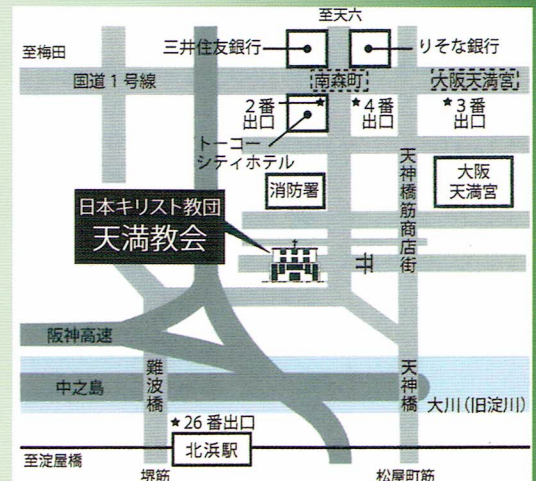 至天六
三井住友銀行
りそな銀行
至梅田
国道1号線
南森町
大阪天満宮
2番
出口
★
★4番
出口
★3番
出口
トーコー
シティホテル
消防署
天神橋筋商店街
大阪
天満宮
日本キリスト教団
天満教会
阪神高速
中之島
難波橋
天神橋
大川(旧淀川)
★26番出口
北浜駅
至淀屋橋
堺筋
松屋町筋